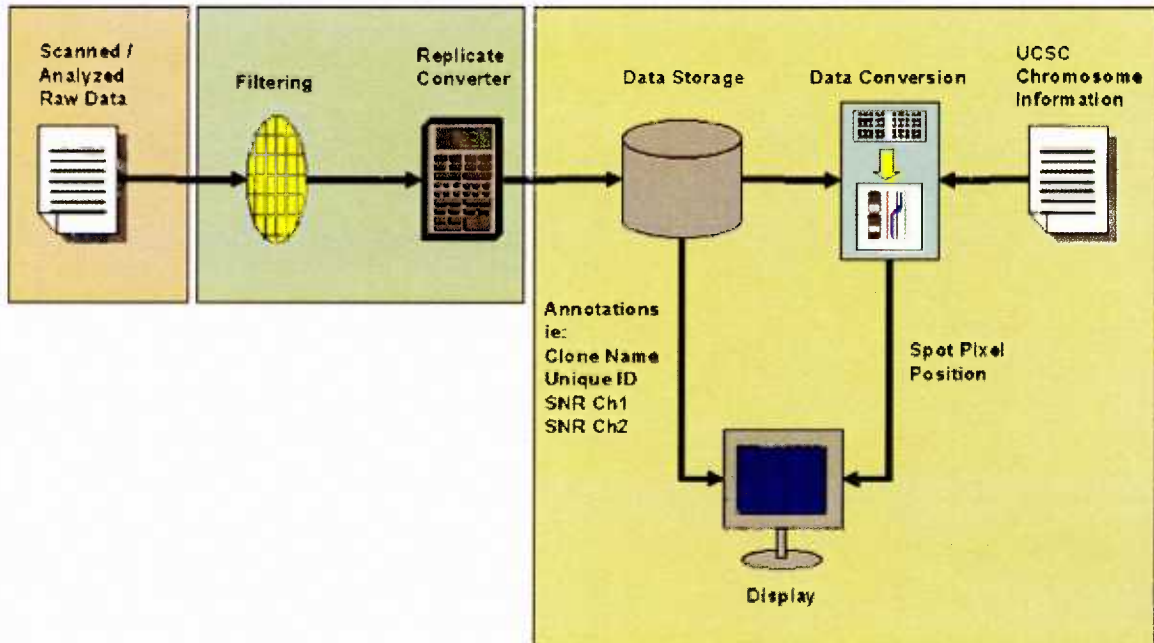 Scanned /
Analyzed
Raw Data
Filtering
Replicate
Converter
Data Storage
Data Conversion
UCSC
Chromosome
Information
Annotations
ie:
Clone Name
Unique ID
SNR Ch1
SNR Ch2
Spot Pixel
Position
Display